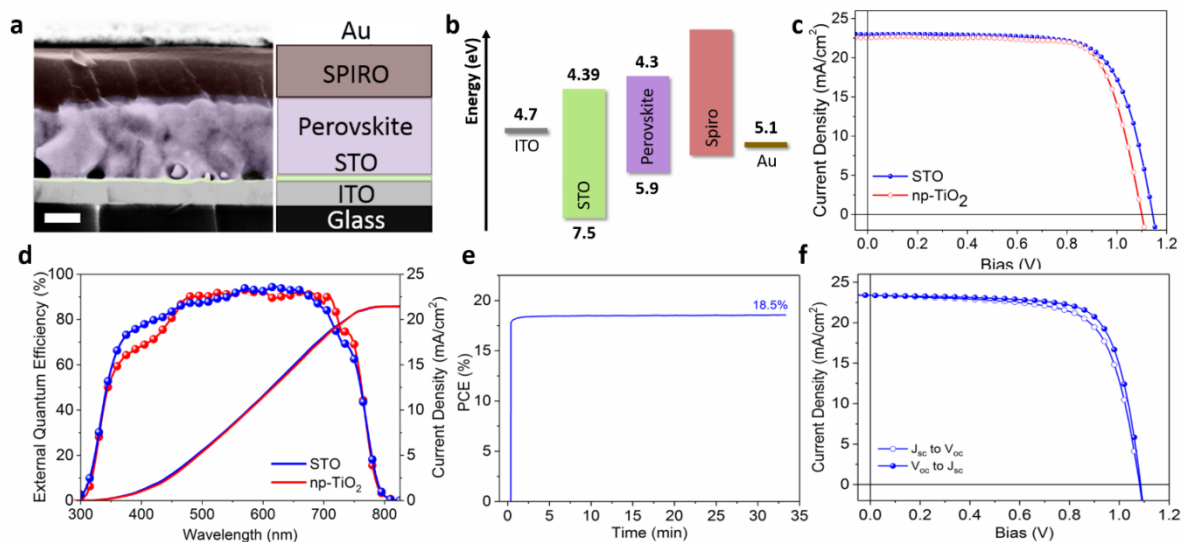 a
Au
SPIRO
Perovskite
STO
ITO
Glass
b
Energy (eV)
4.7
ITO
4.39
STO
7.5
4.3
Perovskite
5.9
Spiro
5.1
Au
c
Current Density (mA/cm²)
25
20
15
10
5
0
STO
np-TiO₂
0.0 0.2 0.4 0.6 0.8 1.0 1.2
Bias (V)
d
External Quantum Efficiency (%)
100
80
60
40
20
0
STO
np-TiO₂
300 400 500 600 700 800
Wavelength (nm)
25
20
15
10
5
0
Current Density (mA/cm²)
e
PCE (%)
20
15
10
5
0
18.5%
0 5 10 15 20 25 30 35
Time (min)
f
Current Density (mA/cm²)
25
20
15
10
5
0
Jsc to Voc
Voc to Jsc
0.0 0.2 0.4 0.6 0.8 1.0 1.2
Bias (V)